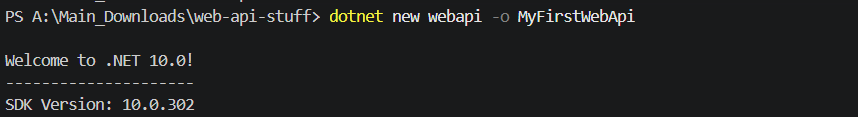 PS A:\Main_Downloads\web-api-stuff> dotnet new webapi -o MyFirstWebApi
Welcome to .NET 10.0!
---------------------
SDK Version: 10.0.302